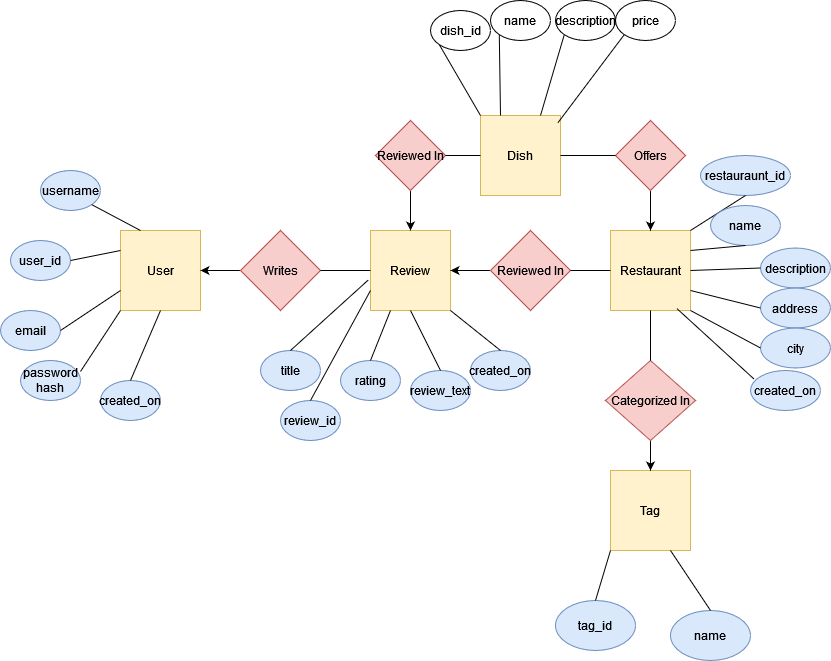 dish_id
name
description
price
Reviewed In
Dish
Offers
username
restauraunt_id
name
user_id
User
Writes
Review
Reviewed In
Restaurant
description
address
email
city
password
hash
created_on
title
review_id
rating
review_text
created_on
created_on
Categorized In
Tag
tag_id
name